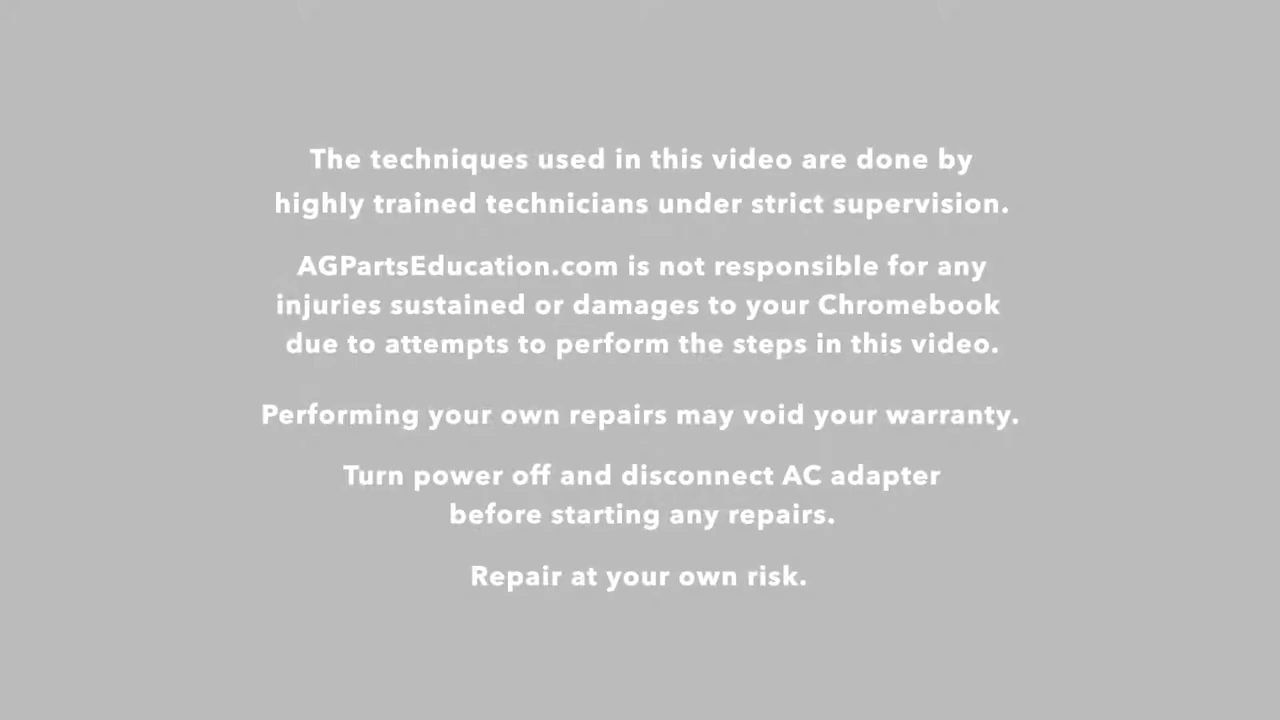 The techniques used in this video are done by
highly trained technicians under strict supervision.
AGPartsEducation.com is not responsible for any
injuries sustained or damages to your Chromebook
due to attempts to perform the steps in this video.
Performing your own repairs may void your warranty.
Turn power off and disconnect AC adapter
before starting any repairs.
Repair at your own risk.